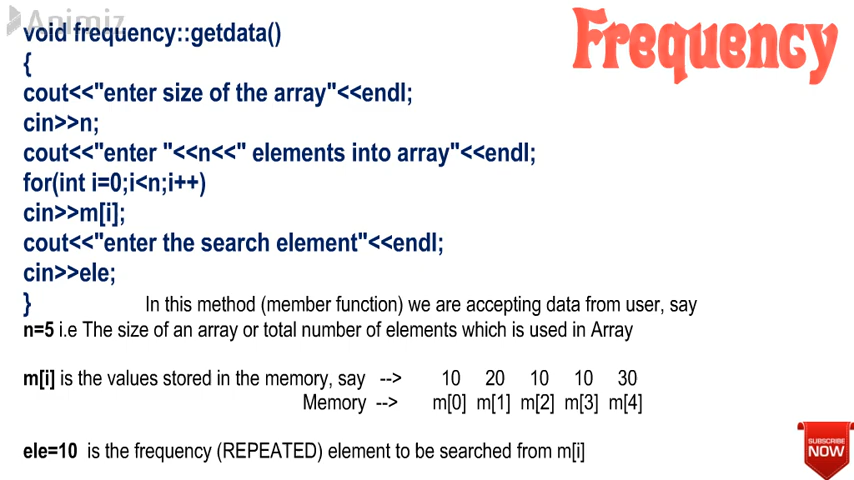 Animiz
Frequency
void frequency::getdata()
{
cout<<"enter size of the array"<<endl;
cin>>n;
cout<<"enter "<<n<<" elements into array"<<endl;
for(int i=0;i<n;i++)
cin>>m[i];
cout<<"enter the search element"<<endl;
cin>>ele;
} In this method (member function) we are accepting data from user, say
n=5 i.e The size of an array or total number of elements which is used in Array
m[i] is the values stored in the memory, say --> 10 20 10 10 30
Memory --> m[0] m[1] m[2] m[3] m[4]
ele=10 is the frequency (REPEATED) element to be searched from m[i]
SUBSCRIBE
NOW